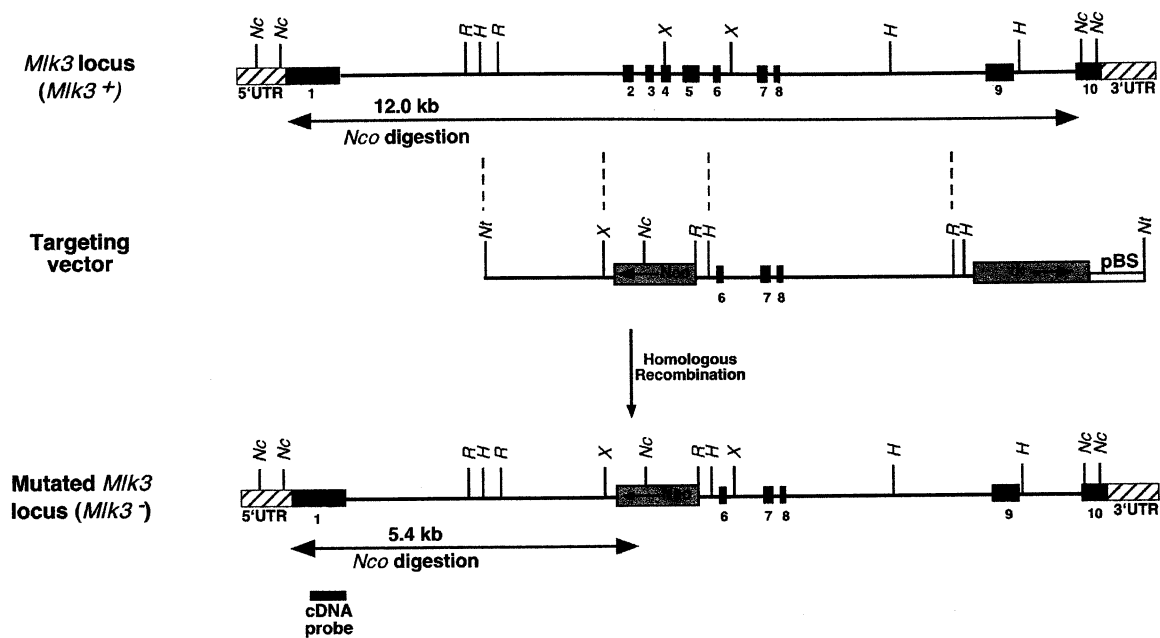 Nc Nc R H R X X H H Nc Nc
Mlk3 locus
(Mlk3 +)
5'UTR 1 2 3 4 5 6 7 8 9 10 3'UTR
12.0 kb
Nco digestion
Targeting
vector
Nt X Nc R H R H Nt
Neo
pBS
6 7 8
Homologous
Recombination
Nc Nc R H R X Nc R H X H H Nc Nc
Mutated Mlk3
locus (Mlk3 -)
5'UTR 1 6 7 8 9 10 3'UTR
5.4 kb
Nco digestion
cDNA
probe